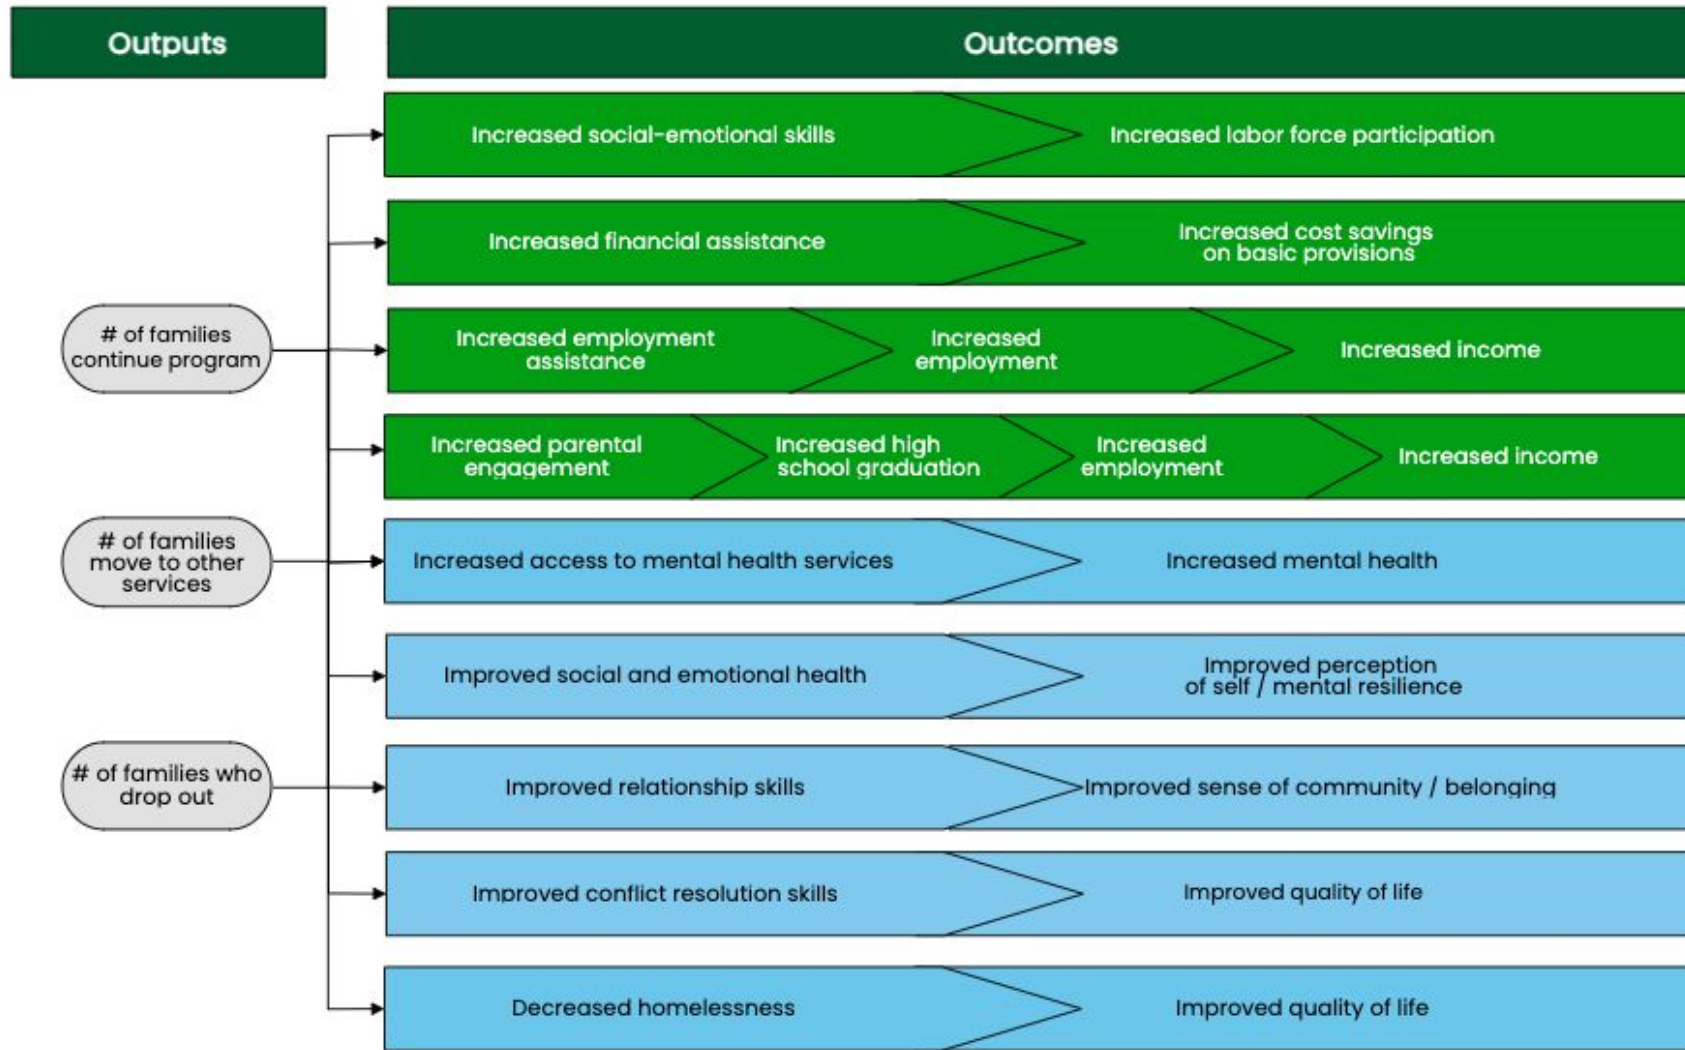 Outputs
Outcomes
Increased social-emotional skills
Increased labor force participation
Increased financial assistance
Increased cost savings
on basic provisions
# of families
continue program
Increased employment
assistance
Increased
employment
Increased income
Increased parental
engagement
Increased high
school graduation
Increased
employment
Increased income
# of families
move to other
services
Increased access to mental health services
Increased mental health
Improved social and emotional health
Improved perception
of self / mental resilience
# of families who
drop out
Improved relationship skills
Improved sense of community / belonging
Improved conflict resolution skills
Improved quality of life
Decreased homelessness
Improved quality of life